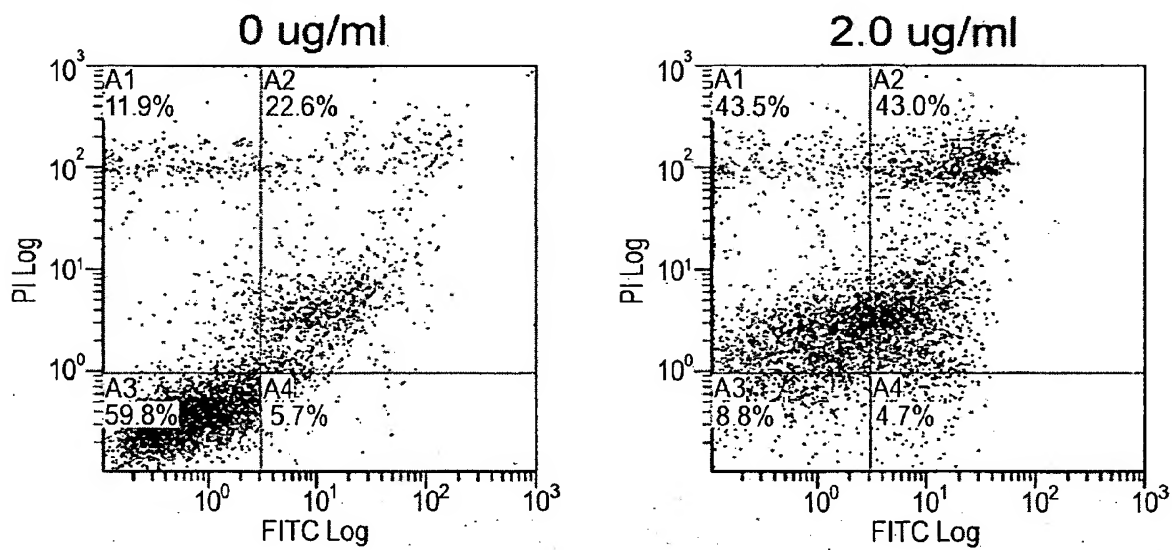 0 ug/ml
2.0 ug/ml
10³
A1
11.9%
A2
22.6%
10²
10¹
10⁰
PI Log
A3
59.8%
A4
5.7%
10⁰
10¹
10²
10³
FITC Log
10³
A1
43.5%
A2
43.0%
10²
10¹
10⁰
PI Log
A3
8.8%
A4
4.7%
10⁰
10¹
10²
10³
FITC Log